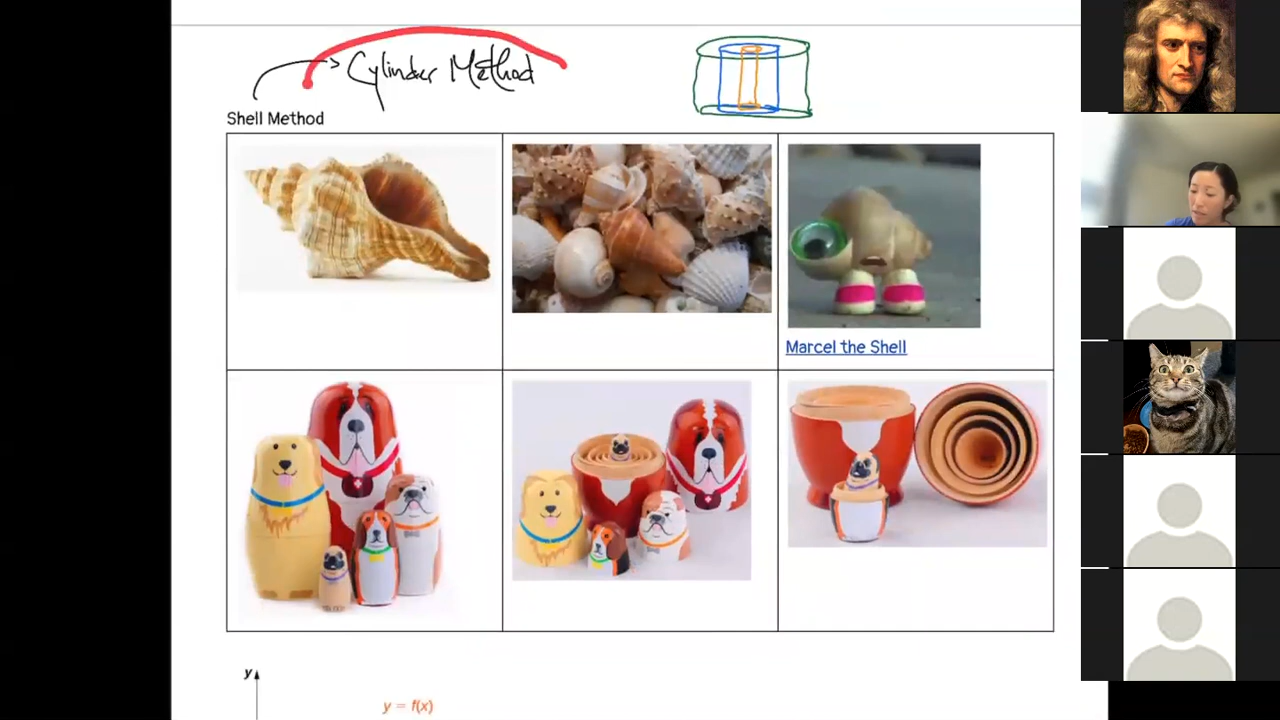 Cylinder Method
Shell Method
Marcel the Shell
y
y = f(x)